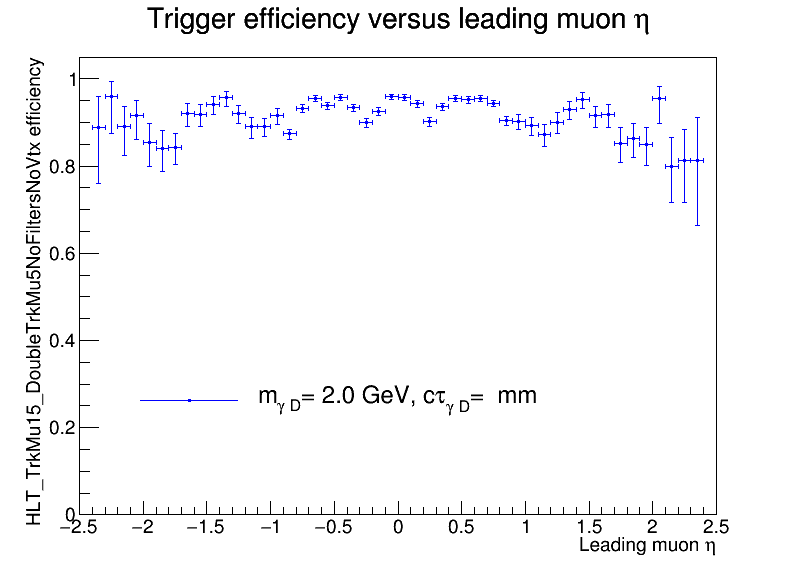 Trigger efficiency versus leading muon η
HLT_TrkMu15_DoubleTrkMu5NoFiltersNoVtx efficiency
1
0.8
0.6
0.4
0.2
0
m_γ D= 2.0 GeV, cτ_γ D=  mm
−2.5 −2 −1.5 −1 −0.5 0 0.5 1 1.5 2 2.5
Leading muon η